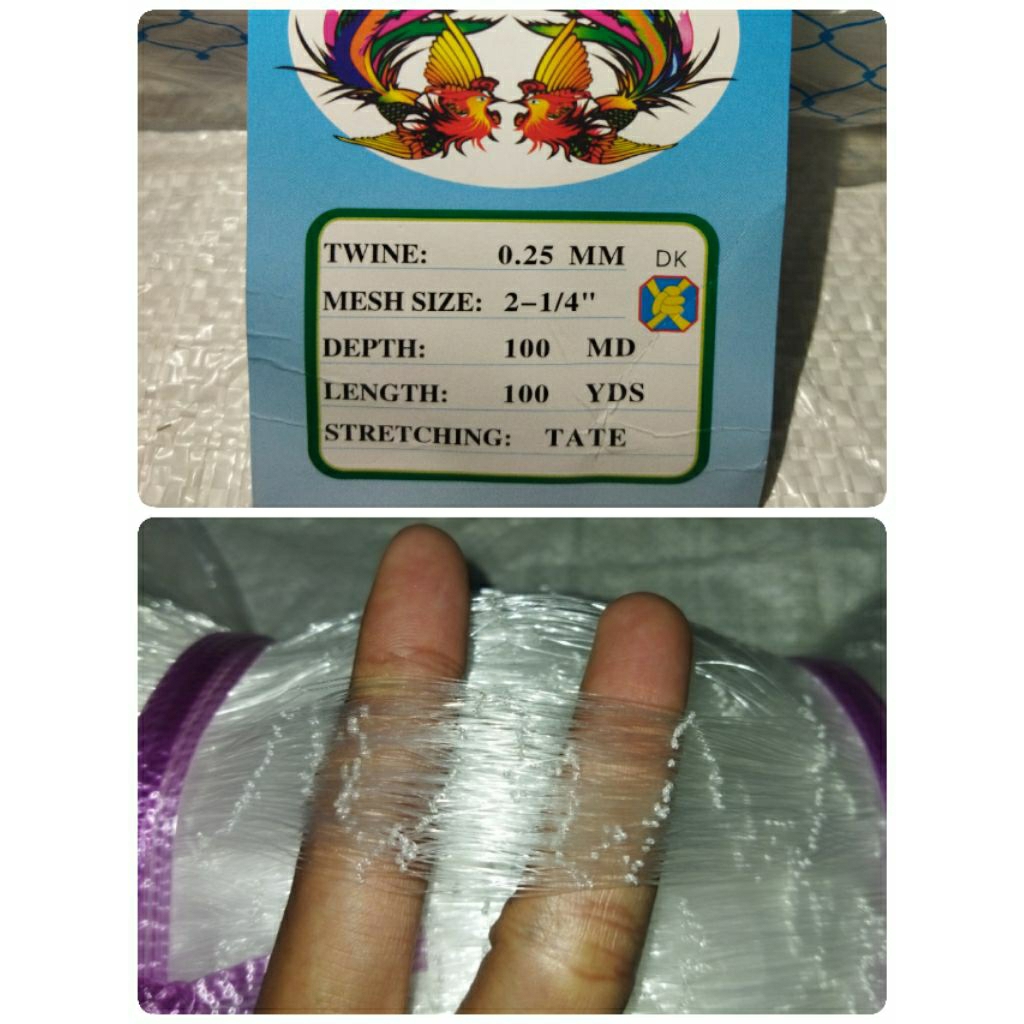 TWINE: 0.25 MM DK
MESH SIZE: 2-1/4"
DEPTH: 100 MD
LENGTH: 100 YDS
STRETCHING: TATE